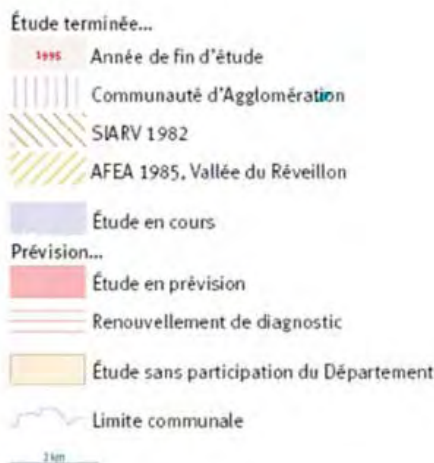 Étude terminée...
1995 Année de fin d'étude
Communauté d'Agglomération
SIARV 1982
AFEA 1985, Vallée du Réveillon
Étude en cours
Prévision...
Étude en prévision
Renouvellement de diagnostic
Étude sans participation du Département
Limite communale
2 km